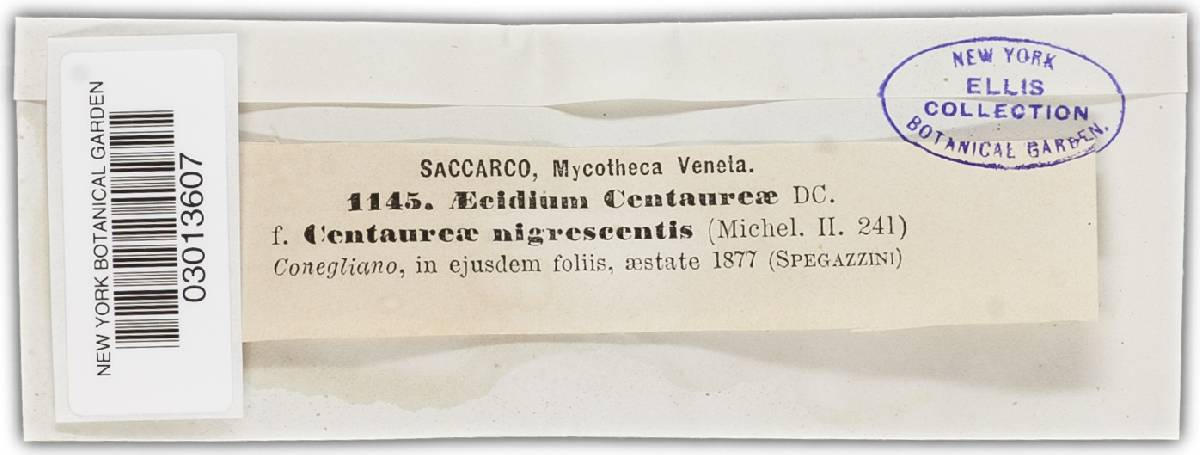 NEW YORK BOTANICAL GARDEN
03013607
NEW YORK
ELLIS
COLLECTION
BOTANICAL GARDEN.
SACCARCO, Mycotheca Veneta.
1145. Æcidium Centaureæ DC.
f. Centaureæ nigrescentis (Michel. II. 241)
Conegliano, in ejusdem foliis, æstate 1877 (SPEGAZZINI)